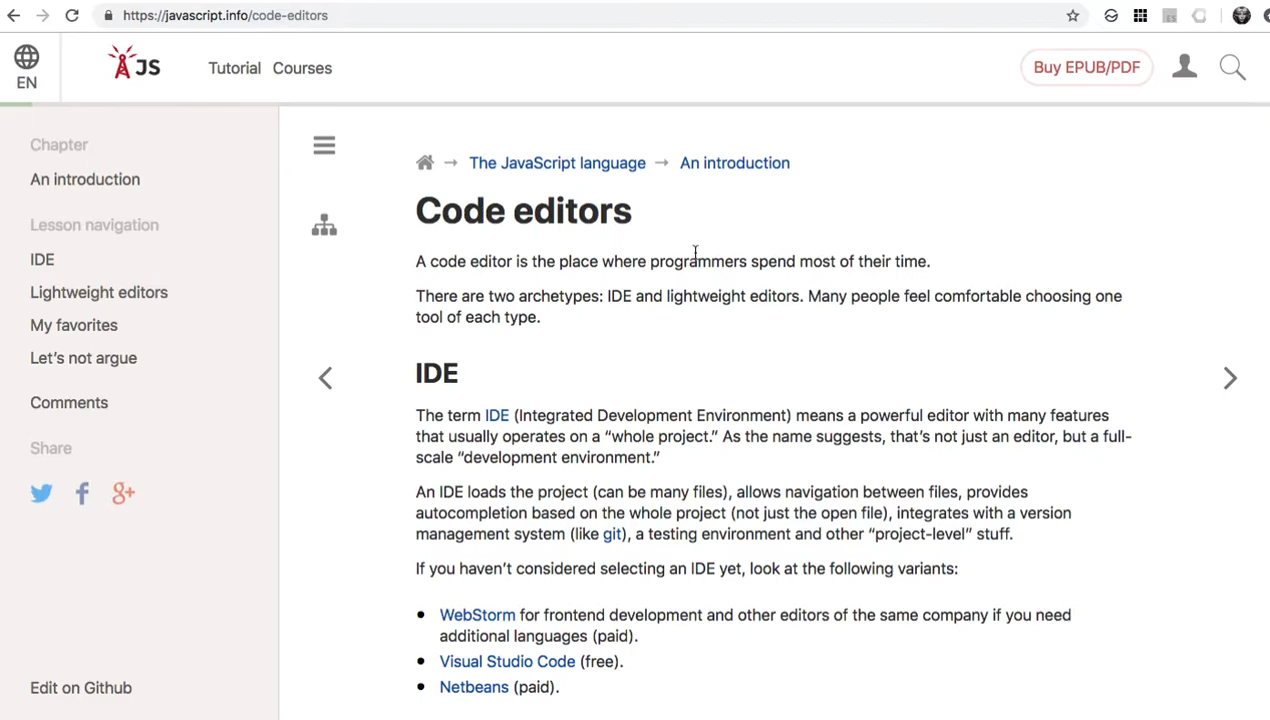 https://javascript.info/code-editors
EN
JS
Tutorial
Courses
Buy EPUB/PDF
Chapter
An introduction
Lesson navigation
IDE
Lightweight editors
My favorites
Let’s not argue
Comments
Share
Edit on Github
The JavaScript language → An introduction
Code editors
A code editor is the place where programmers spend most of their time.
There are two archetypes: IDE and lightweight editors. Many people feel comfortable choosing one
tool of each type.
IDE
The term IDE (Integrated Development Environment) means a powerful editor with many features
that usually operates on a “whole project.” As the name suggests, that’s not just an editor, but a full-
scale “development environment.”
An IDE loads the project (can be many files), allows navigation between files, provides
autocompletion based on the whole project (not just the open file), integrates with a version
management system (like git), a testing environment and other “project-level” stuff.
If you haven’t considered selecting an IDE yet, look at the following variants:
• WebStorm for frontend development and other editors of the same company if you need
additional languages (paid).
• Visual Studio Code (free).
• Netbeans (paid).